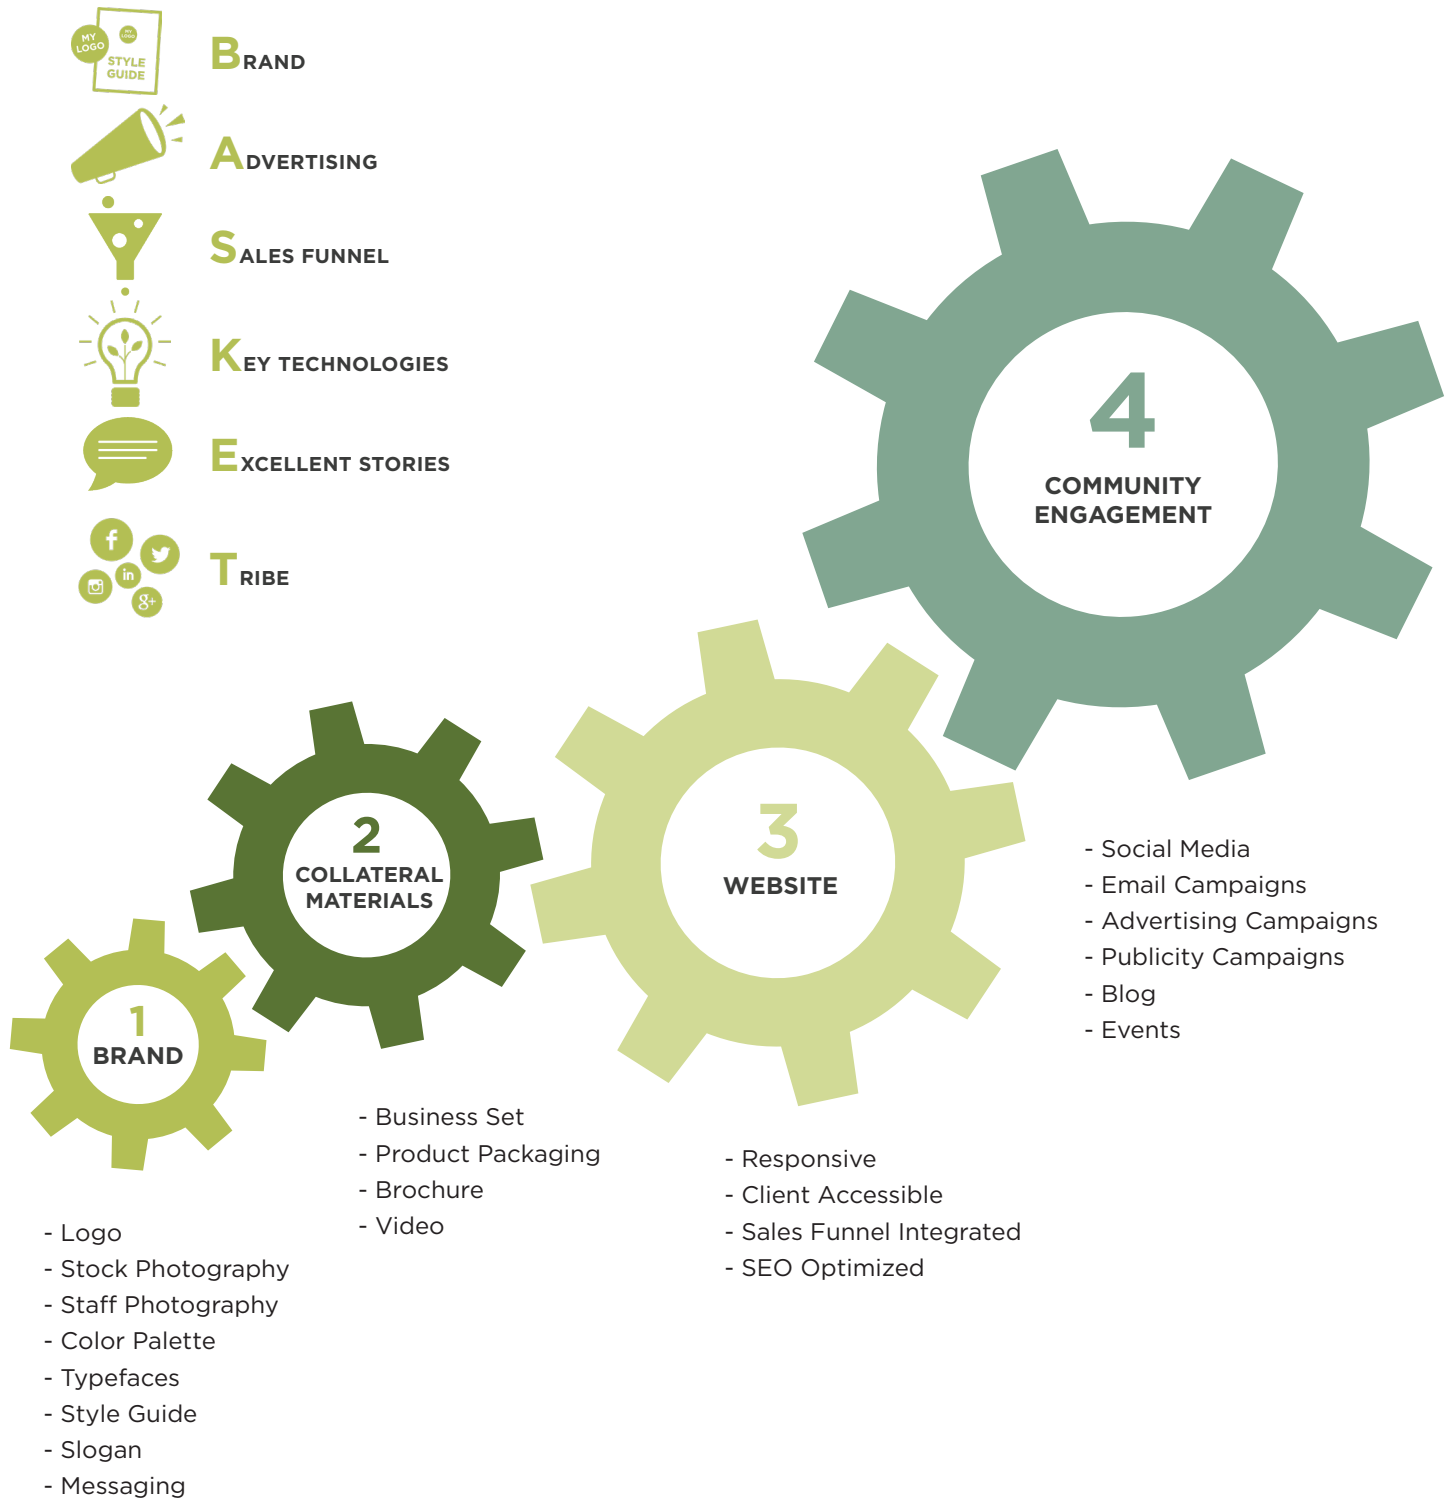 MY
LOGO
MY
LOGO
STYLE
GUIDE
BRAND
ADVERTISING
SALES FUNNEL
KEY TECHNOLOGIES
EXCELLENT STORIES
f
in
g+
TRIBE
4
COMMUNITY
ENGAGEMENT
- Social Media
- Email Campaigns
- Advertising Campaigns
- Publicity Campaigns
- Blog
- Events
3
WEBSITE
- Responsive
- Client Accessible
- Sales Funnel Integrated
- SEO Optimized
2
COLLATERAL
MATERIALS
- Business Set
- Product Packaging
- Brochure
- Video
1
BRAND
- Logo
- Stock Photography
- Staff Photography
- Color Palette
- Typefaces
- Style Guide
- Slogan
- Messaging